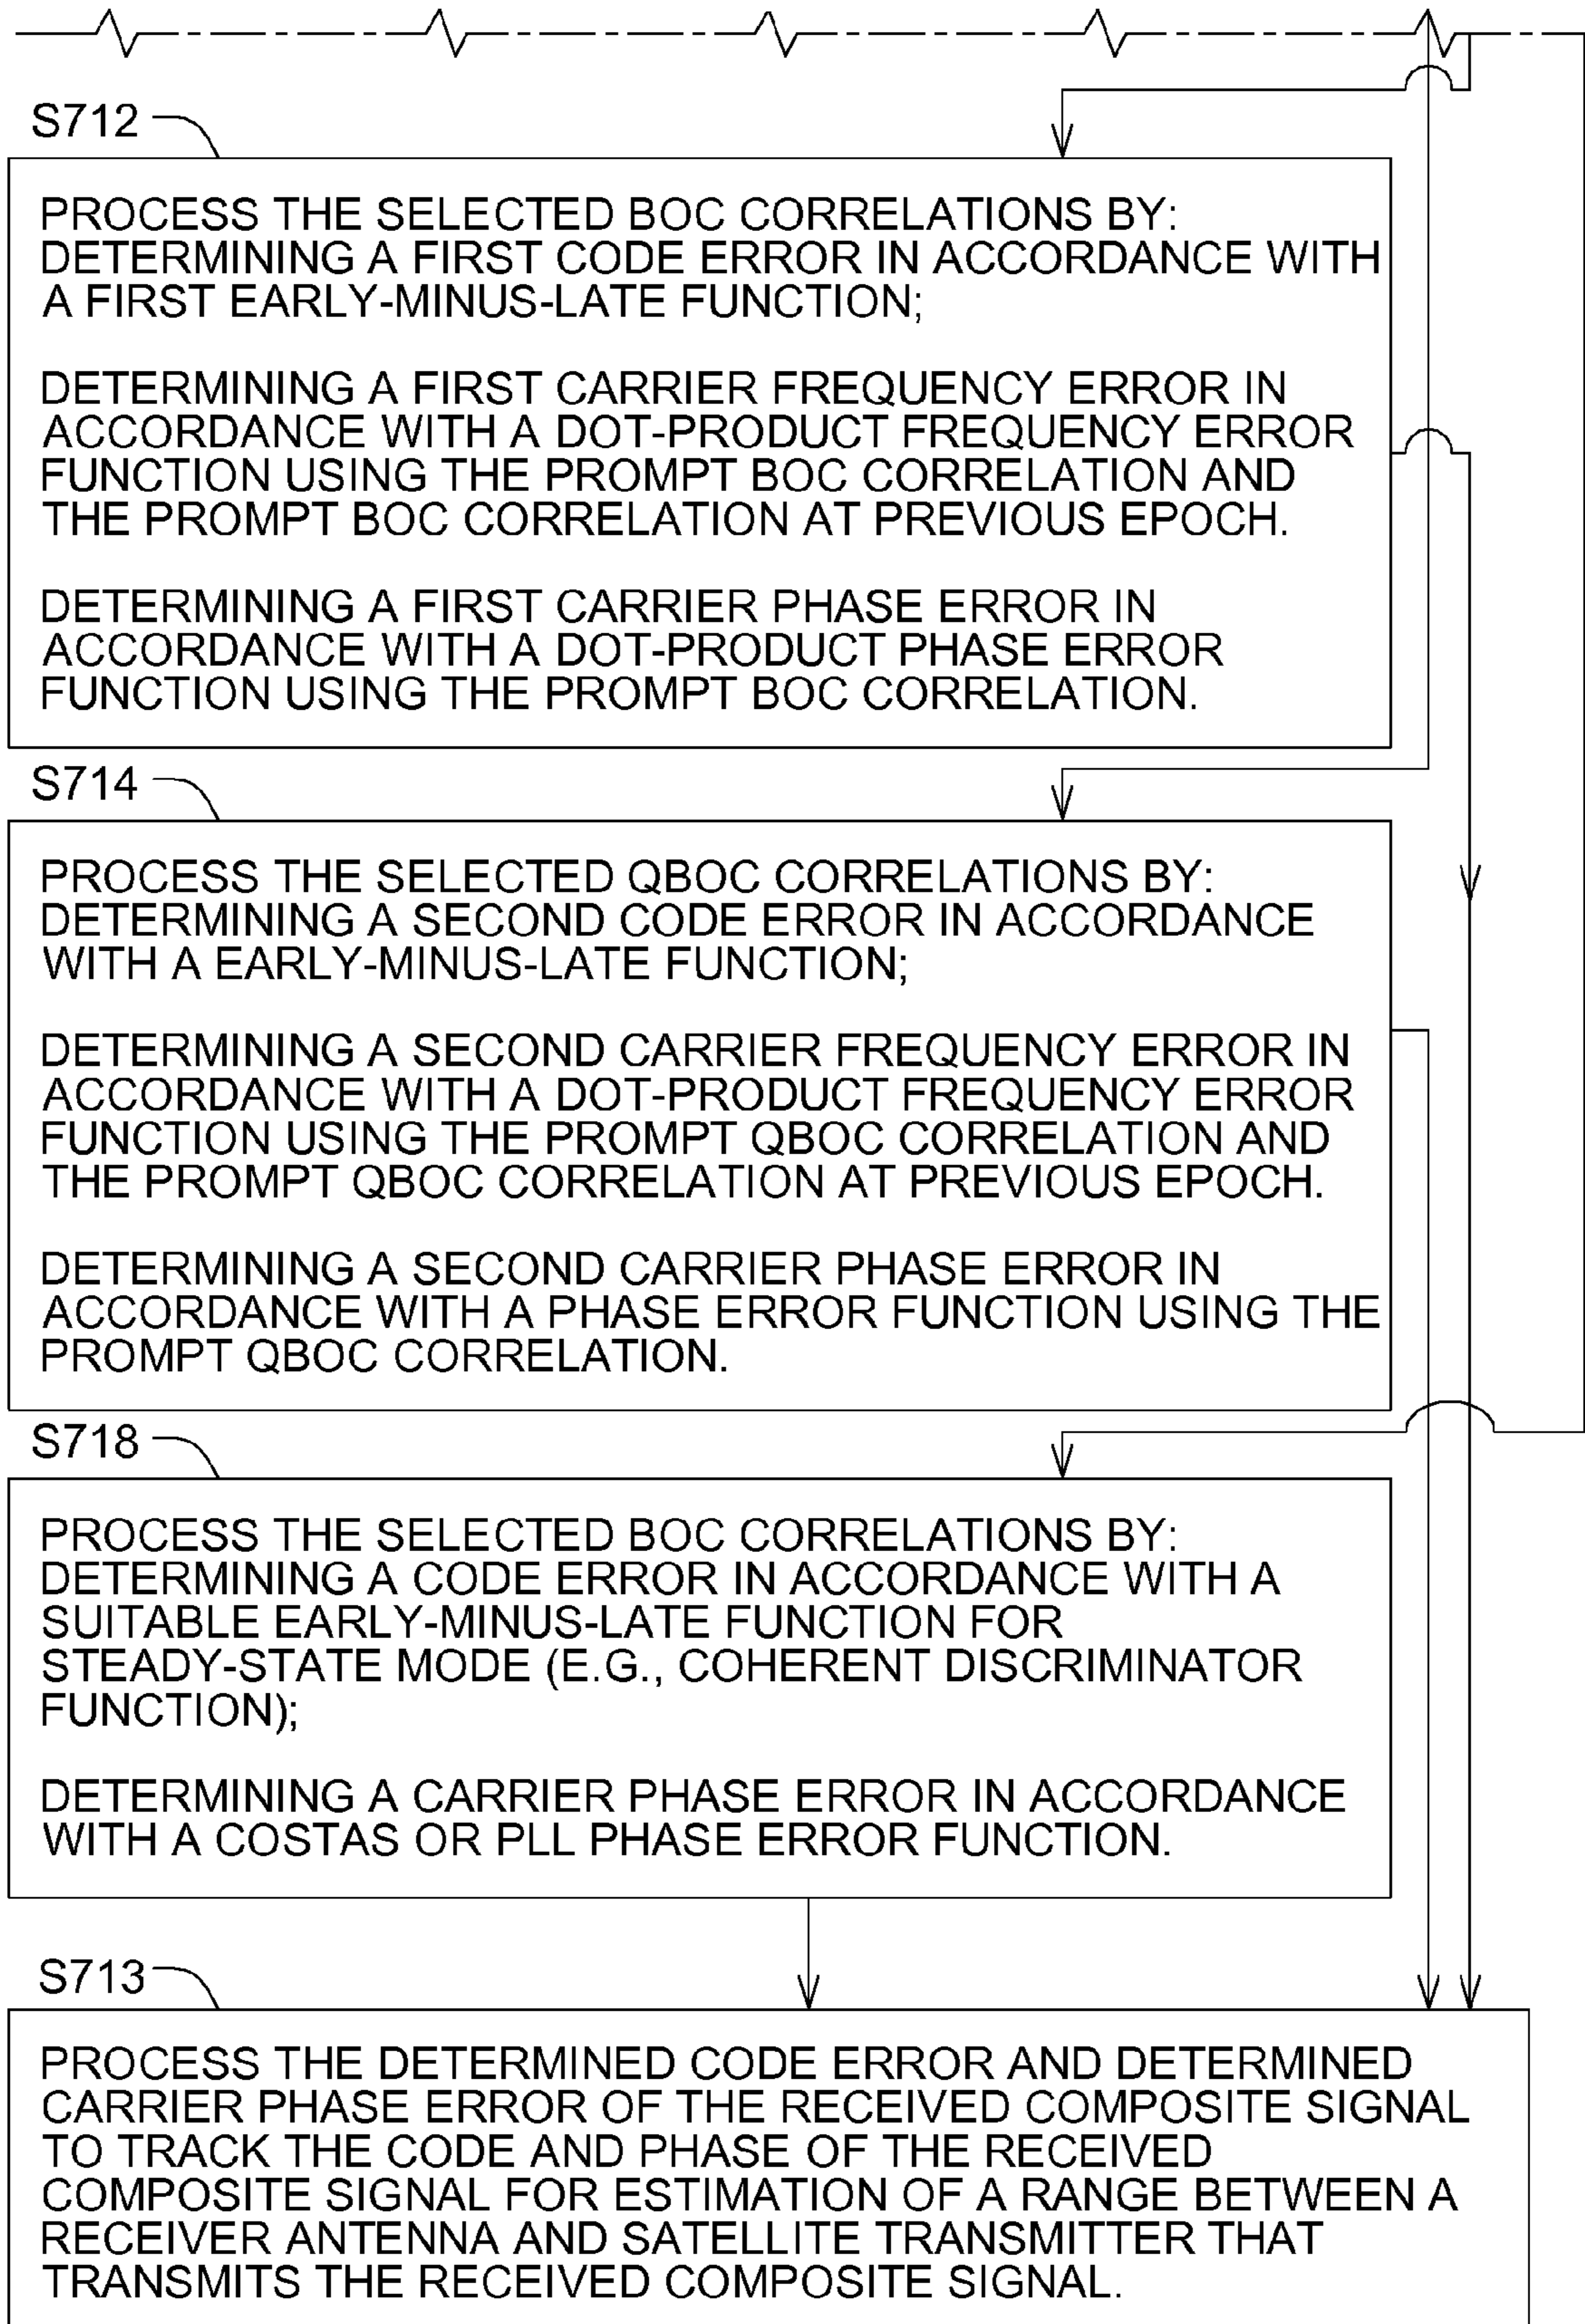 S712
PROCESS THE SELECTED BOC CORRELATIONS BY:
DETERMINING A FIRST CODE ERROR IN ACCORDANCE WITH
A FIRST EARLY-MINUS-LATE FUNCTION;
DETERMINING A FIRST CARRIER FREQUENCY ERROR IN
ACCORDANCE WITH A DOT-PRODUCT FREQUENCY ERROR
FUNCTION USING THE PROMPT BOC CORRELATION AND
THE PROMPT BOC CORRELATION AT PREVIOUS EPOCH.
DETERMINING A FIRST CARRIER PHASE ERROR IN
ACCORDANCE WITH A DOT-PRODUCT PHASE ERROR
FUNCTION USING THE PROMPT BOC CORRELATION.
S714
PROCESS THE SELECTED QBOC CORRELATIONS BY:
DETERMINING A SECOND CODE ERROR IN ACCORDANCE
WITH A EARLY-MINUS-LATE FUNCTION;
DETERMINING A SECOND CARRIER FREQUENCY ERROR IN
ACCORDANCE WITH A DOT-PRODUCT FREQUENCY ERROR
FUNCTION USING THE PROMPT QBOC CORRELATION AND
THE PROMPT QBOC CORRELATION AT PREVIOUS EPOCH.
DETERMINING A SECOND CARRIER PHASE ERROR IN
ACCORDANCE WITH A PHASE ERROR FUNCTION USING THE
PROMPT QBOC CORRELATION.
S718
PROCESS THE SELECTED BOC CORRELATIONS BY:
DETERMINING A CODE ERROR IN ACCORDANCE WITH A
SUITABLE EARLY-MINUS-LATE FUNCTION FOR
STEADY-STATE MODE (E.G., COHERENT DISCRIMINATOR
FUNCTION);
DETERMINING A CARRIER PHASE ERROR IN ACCORDANCE
WITH A COSTAS OR PLL PHASE ERROR FUNCTION.
S713
PROCESS THE DETERMINED CODE ERROR AND DETERMINED
CARRIER PHASE ERROR OF THE RECEIVED COMPOSITE SIGNAL
TO TRACK THE CODE AND PHASE OF THE RECEIVED
COMPOSITE SIGNAL FOR ESTIMATION OF A RANGE BETWEEN A
RECEIVER ANTENNA AND SATELLITE TRANSMITTER THAT
TRANSMITS THE RECEIVED COMPOSITE SIGNAL.